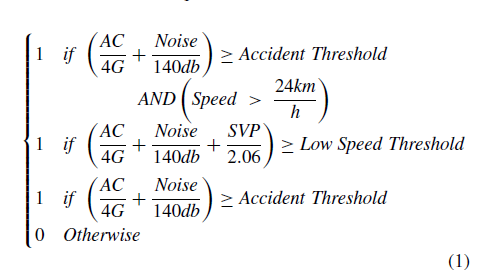 1 if (AC/4G + Noise/140db) ≥ Accident Threshold
AND (Speed > 24km/h)
1 if (AC/4G + Noise/140db + SVP/2.06) ≥ Low Speed Threshold
1 if (AC/4G + Noise/140db) ≥ Accident Threshold
0 Otherwise
(1)